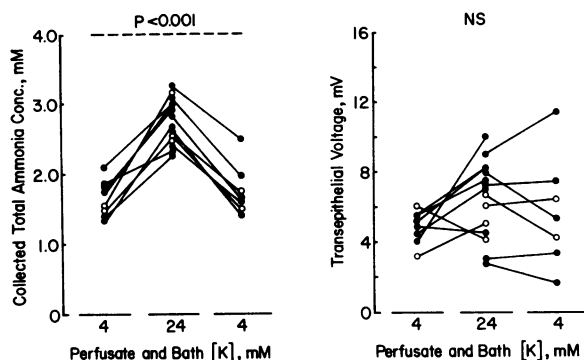 P <0.001
Collected Total Ammonia Conc., mM
4.0
3.0
2.0
1.0
0
4 24 4
Perfusate and Bath [K], mM
NS
Transepithelial Voltage, mV
16
12
8
4
0
4 24 4
Perfusate and Bath [K], mM